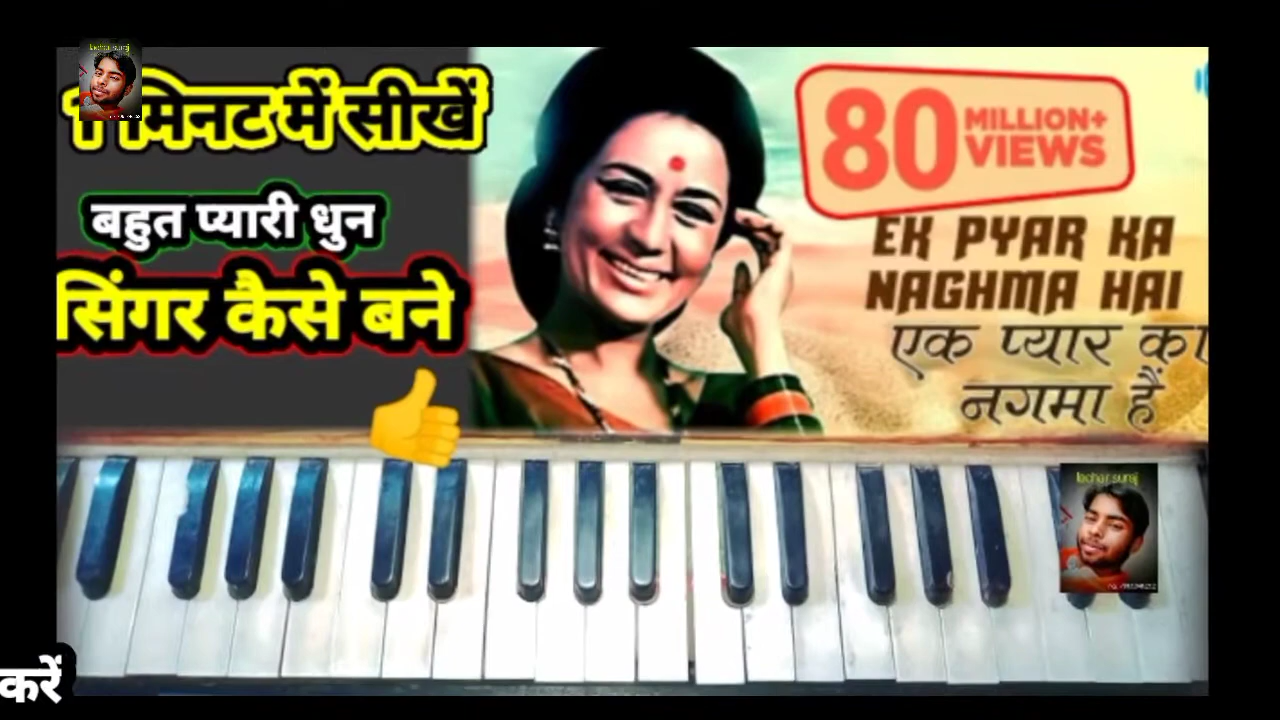 1 मिनट में सीखें
बहुत प्यारी धुन
सिंगर कैसे बने
80 MILLION+
VIEWS
EK PYAR KA
NAGHMA HAI
एक प्यार का
नगमा हैं
करें